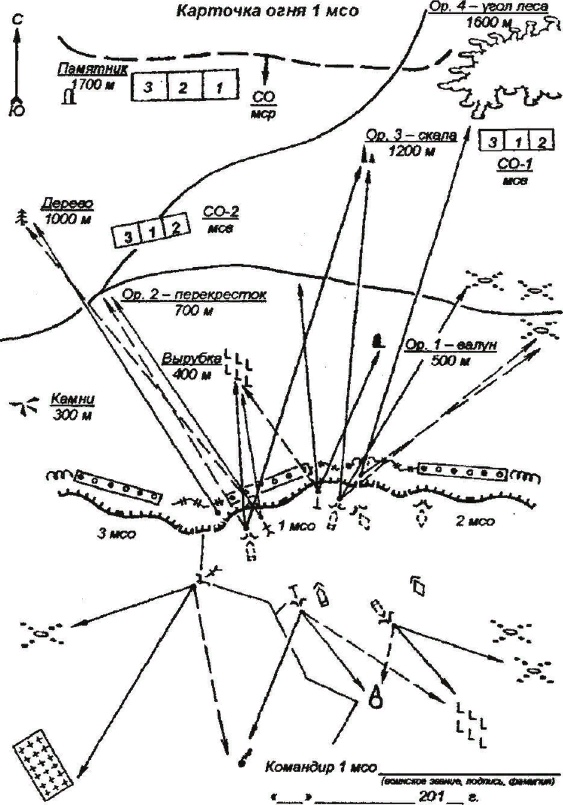 Карточка огня 1 мсо
Ор. 4 – угол леса
1600 м
С
Памятник
1700 м
3 2 1
СО
мср
Ю
Ор. 3 – скала
1200 м
3 1 2
СО-1
мсв
Дерево
1000 м
СО-2
мсв
3 1 2
Ор. 2 – перекресток
700 м
Ор. 1 – валун
500 м
Вырубка
400 м
Камни
300 м
3 мсо
1 мсо
2 мсо
Командир 1 мсо
(воинское звание, подпись, фамилия)
«___» ____________ 201__ г.